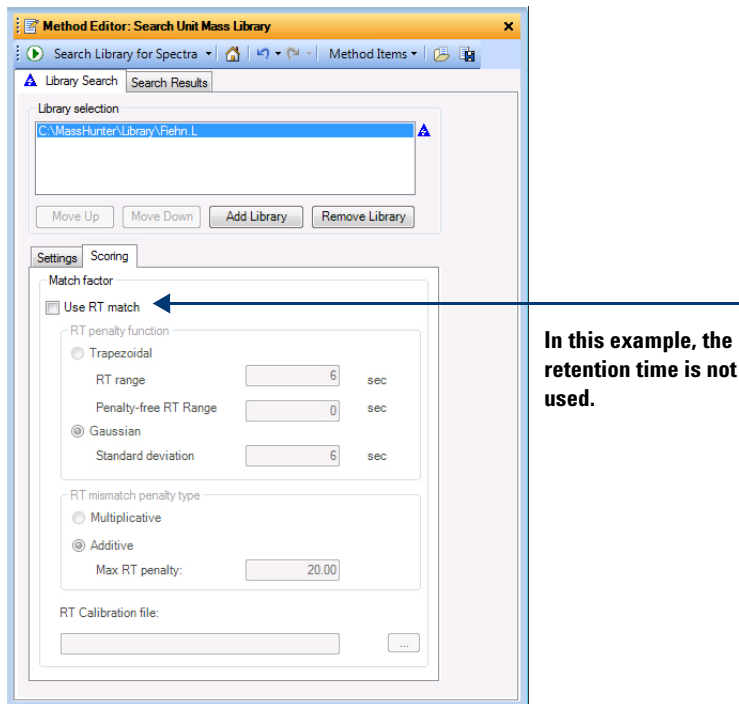 Method Editor: Search Unit Mass Library
Search Library for Spectra
Method Items
Library Search
Search Results
Library selection
C:\MassHunter\Library\Fiehn.L
Move Up
Move Down
Add Library
Remove Library
Settings
Scoring
Match factor
Use RT match
RT penalty function
Trapezoidal
RT range 6 sec
Penalty-free RT Range 0 sec
Gaussian
Standard deviation 6 sec
RT mismatch penalty type
Multiplicative
Additive
Max RT penalty: 20.00
RT Calibration file:
...
In this example, the
retention time is not
used.